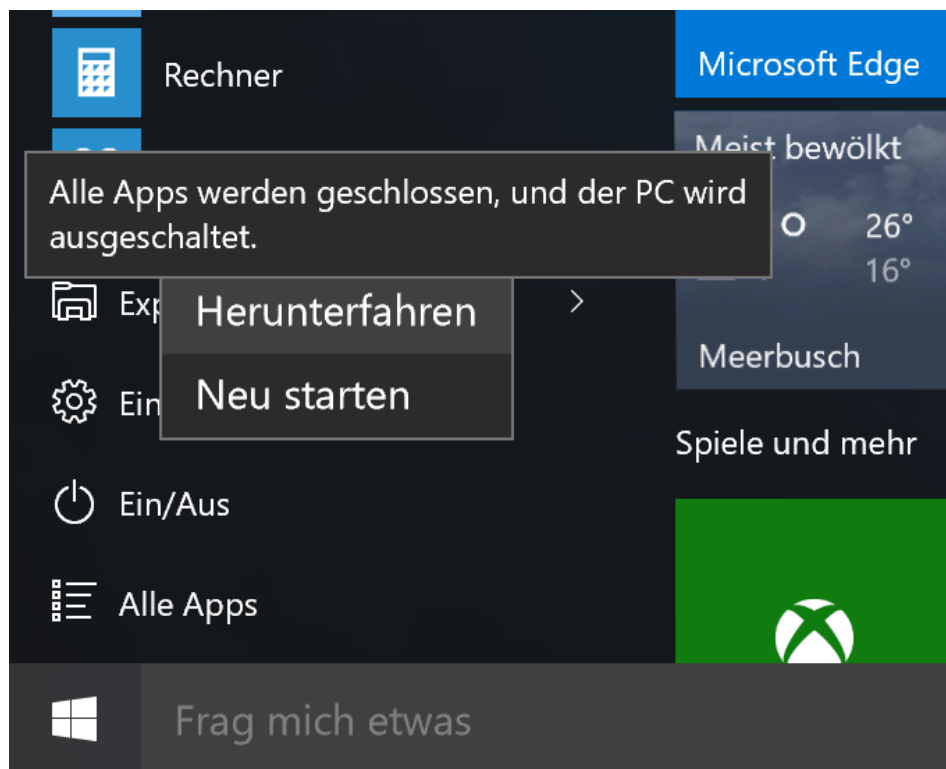 Rechner
Alle Apps werden geschlossen, und der PC wird
ausgeschaltet.
Herunterfahren
Neu starten
Ein/Aus
Alle Apps
Frag mich etwas
Microsoft Edge
Meist bewölkt
26°
16°
Meerbusch
Spiele und mehr